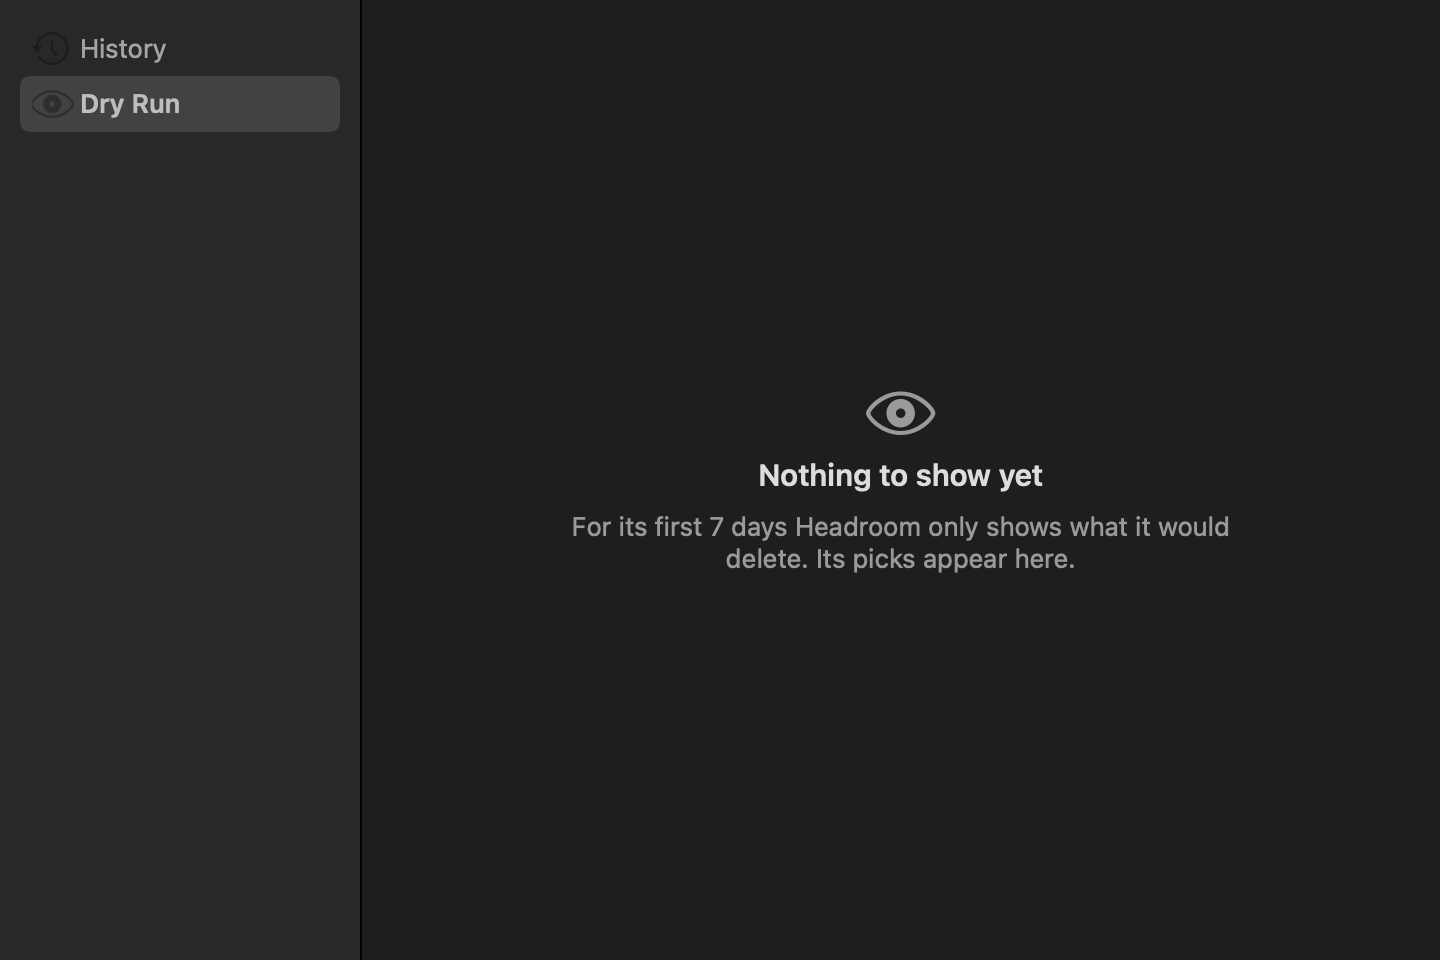 History
Dry Run
Nothing to show yet
For its first 7 days Headroom only shows what it would
delete. Its picks appear here.